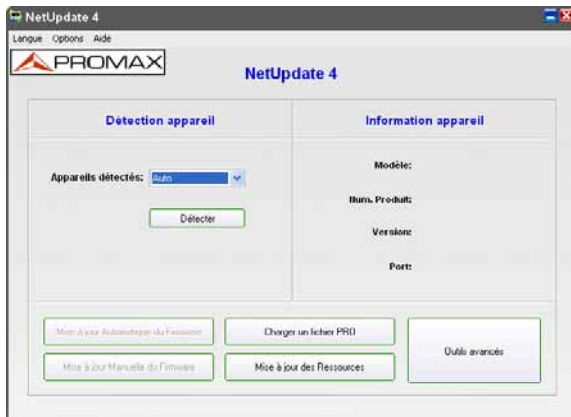 NetUpdate 4
Langue Options Aide
PROMAX
NetUpdate 4
Détection appareil
Information appareil
Appareils détectés: Auto
Détecter
Modèle:
Num. Produit:
Version:
Port:
Mise à jour Automatique du Firmware
Charger un fichier PRO
Outils avancés
Mise à jour Manuelle du Firmware
Mise à jour des Ressources